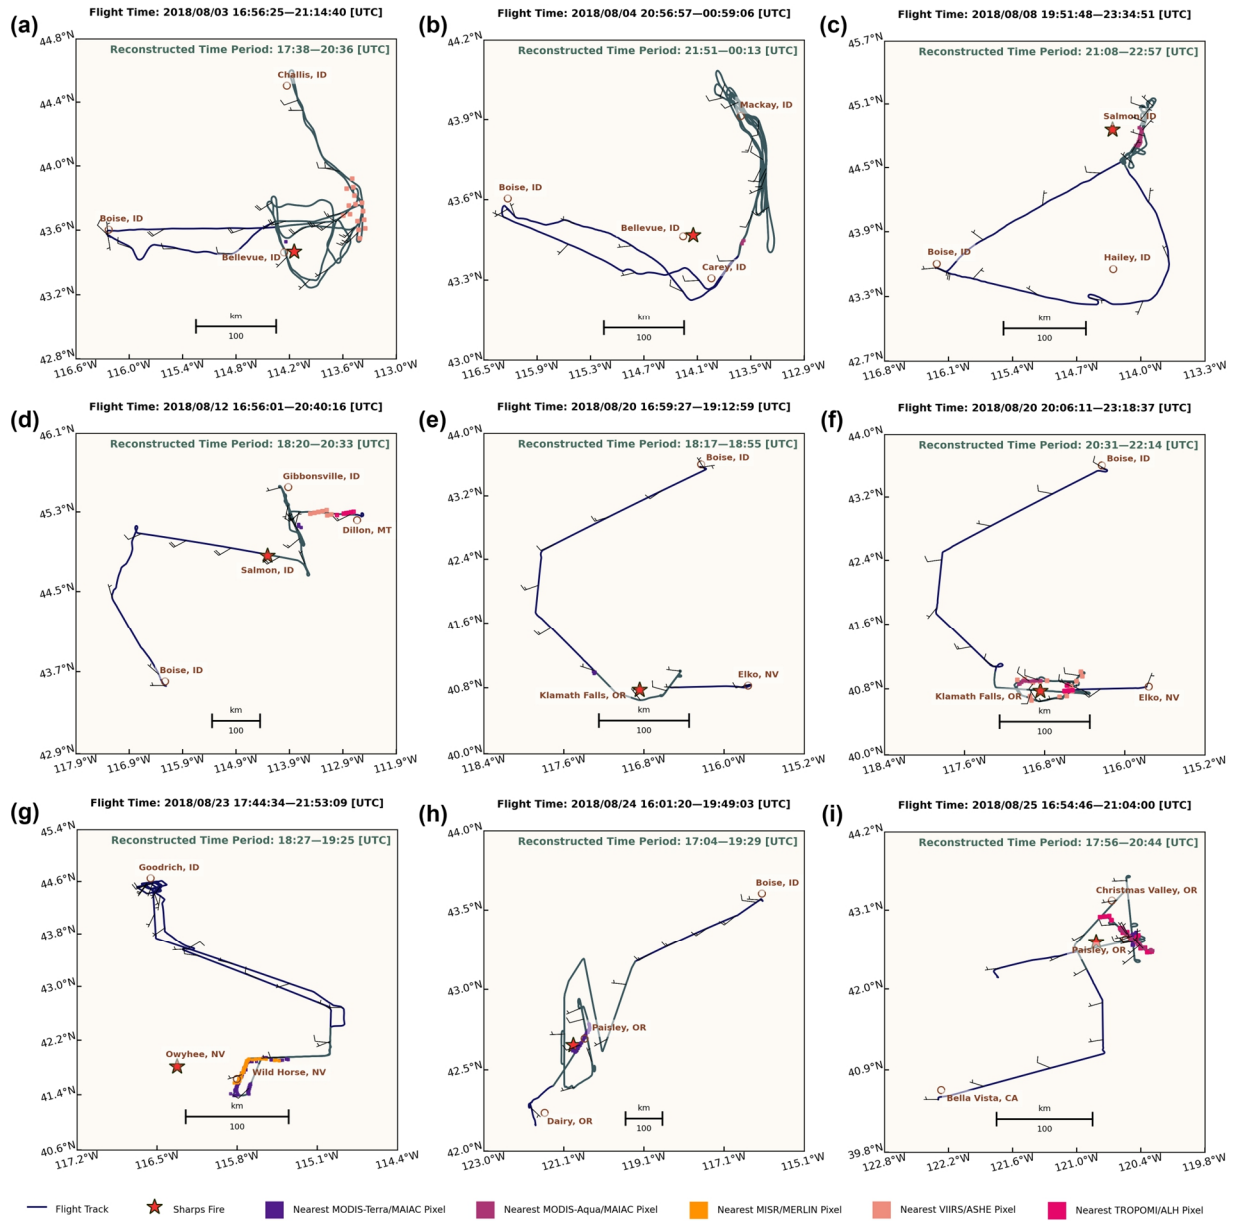 (a)
Flight Time: 2018/08/03 16:56:25—21:14:40 [UTC]
Reconstructed Time Period: 17:38—20:36 [UTC]
44.8°N
44.4°N
44.0°N
43.6°N
43.2°N
42.8°N
Challis, ID
Boise, ID
Bellevue, ID
km
100
116.6°W 116.0°W 115.4°W 114.8°W 114.2°W 113.6°W 113.0°W
(b)
Flight Time: 2018/08/04 20:56:57—00:59:06 [UTC]
Reconstructed Time Period: 21:51—00:13 [UTC]
44.2°N
43.9°N
43.6°N
43.3°N
43.0°N
Mackay, ID
Boise, ID
Bellevue, ID
Carey, ID
km
100
116.5°W 115.9°W 115.3°W 114.7°W 114.1°W 113.5°W 112.9°W
(c)
Flight Time: 2018/08/08 19:51:48—23:34:51 [UTC]
Reconstructed Time Period: 21:08—22:57 [UTC]
45.7°N
45.1°N
44.5°N
43.9°N
43.3°N
42.7°N
Salmon, ID
Boise, ID
Hailey, ID
km
100
116.8°W 116.1°W 115.4°W 114.7°W 114.0°W 113.3°W
(d)
Flight Time: 2018/08/12 16:56:01—20:40:16 [UTC]
Reconstructed Time Period: 18:20—20:33 [UTC]
46.1°N
45.3°N
44.5°N
43.7°N
42.9°N
Gibbonsville, ID
Dillon, MT
Salmon, ID
Boise, ID
km
100
117.9°W 116.9°W 115.9°W 114.9°W 113.9°W 112.9°W 111.9°W
(e)
Flight Time: 2018/08/20 16:59:27—19:12:59 [UTC]
Reconstructed Time Period: 18:17—18:55 [UTC]
44.0°N
43.2°N
42.4°N
41.6°N
40.8°N
40.0°N
Boise, ID
Elko, NV
Klamath Falls, OR
km
100
118.4°W 117.6°W 116.8°W 116.0°W 115.2°W
(f)
Flight Time: 2018/08/20 20:06:11—23:18:37 [UTC]
Reconstructed Time Period: 20:31—22:14 [UTC]
44.0°N
43.2°N
42.4°N
41.6°N
40.8°N
40.0°N
Boise, ID
Klamath Falls, OR
Elko, NV
km
100
118.4°W 117.6°W 116.8°W 116.0°W 115.2°W
(g)
Flight Time: 2018/08/23 17:44:34—21:53:09 [UTC]
Reconstructed Time Period: 18:27—19:25 [UTC]
45.4°N
44.6°N
43.8°N
43.0°N
42.2°N
41.4°N
40.6°N
Goodrich, ID
Owyhee, NV
Wild Horse, NV
km
100
117.2°W 116.5°W 115.8°W 115.1°W 114.4°W
(h)
Flight Time: 2018/08/24 16:01:20—19:49:03 [UTC]
Reconstructed Time Period: 17:04—19:29 [UTC]
44.0°N
43.5°N
43.0°N
42.5°N
42.0°N
Boise, ID
Paisley, OR
Dairy, OR
km
100
123.0°W 121.1°W 119.1°W 117.1°W 115.1°W
(i)
Flight Time: 2018/08/25 16:54:46—21:04:00 [UTC]
Reconstructed Time Period: 17:56—20:44 [UTC]
44.2°N
43.1°N
42.0°N
40.9°N
39.8°N
Christmas Valley, OR
Paisley, OR
Bella Vista, CA
km
100
122.8°W 122.2°W 121.6°W 121.0°W 120.4°W 119.8°W
Flight Track
Sharps Fire
Nearest MODIS-Terra/MAIAC Pixel
Nearest MODIS-Aqua/MAIAC Pixel
Nearest MISR/MERLIN Pixel
Nearest VIIRS/ASHE Pixel
Nearest TROPOMI/ALH Pixel